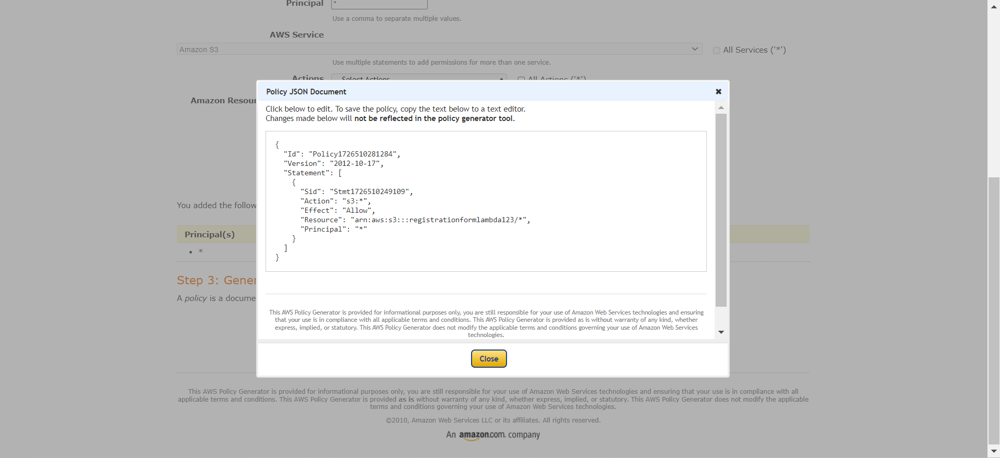 Principal *
Use a comma to separate multiple values.
AWS Service
Amazon S3 All Services ('*')
Use multiple statements to add permissions for more than one service.
Actions Select Actions All Actions ('*')
Amazon Resour
Policy JSON Document
Click below to edit. To save the policy, copy the text below to a text editor.
Changes made below will not be reflected in the policy generator tool.
{
  "Id": "Policy1726510281284",
  "Version": "2012-10-17",
  "Statement": [
    {
      "Sid": "Stmt1726510249109",
      "Action": "s3:*",
      "Effect": "Allow",
      "Resource": "arn:aws:s3:::registrationformlambda123/*",
      "Principal": "*"
    }
  ]
}
This AWS Policy Generator is provided for informational purposes only, you are still responsible for your use of Amazon Web Services technologies and ensuring
that your use is in compliance with all applicable terms and conditions. This AWS Policy Generator is provided as is without warranty of any kind, whether
express, implied, or statutory. This AWS Policy Generator does not modify the applicable terms and conditions governing your use of Amazon Web Services
technologies.
Close
You added the follow
Principal(s)
• *
Step 3: Gener
A policy is a docume
This AWS Policy Generator is provided for informational purposes only, you are still responsible for your use of Amazon Web Services technologies and ensuring that your use is in compliance with all
applicable terms and conditions. This AWS Policy Generator is provided as is without warranty of any kind, whether express, implied, or statutory. This AWS Policy Generator does not modify the applicable
terms and conditions governing your use of Amazon Web Services technologies.
©2010, Amazon Web Services LLC or its affiliates. All rights reserved.
An amazon.com. company